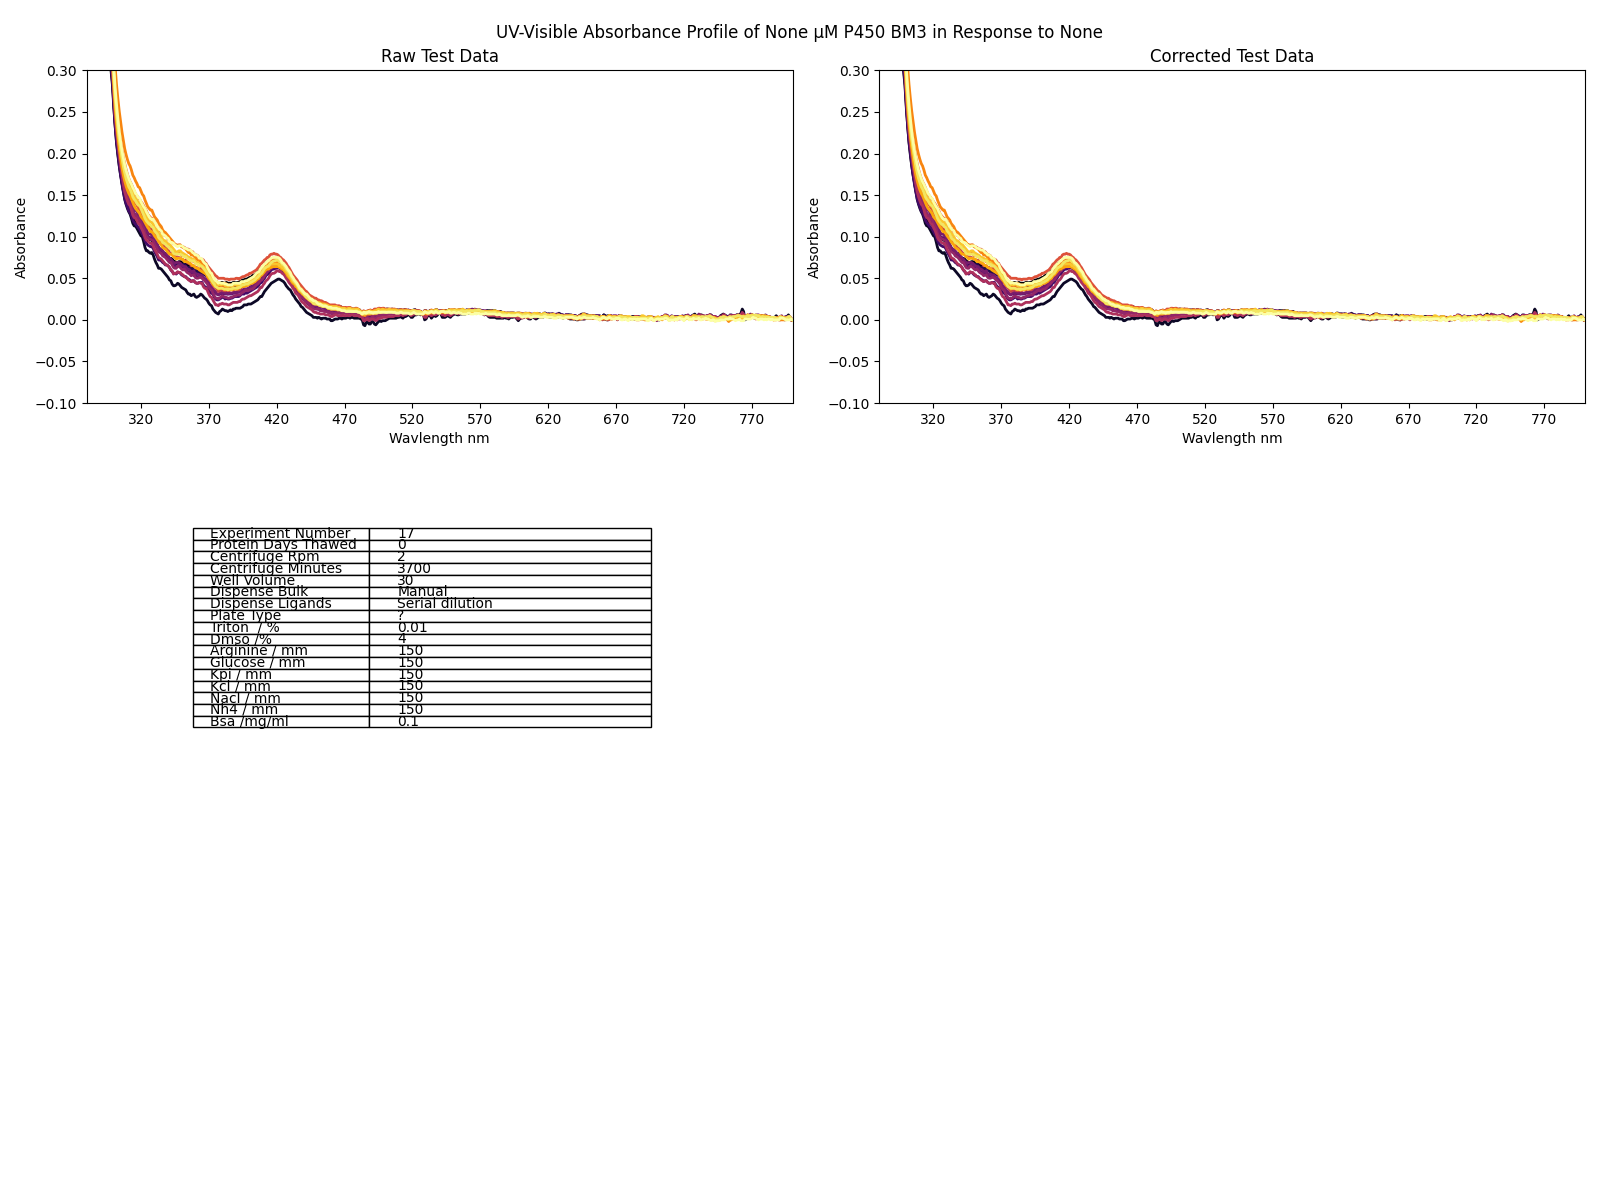 UV-Visible Absorbance Profile of None µM P450 BM3 in Response to None
Raw Test Data
0.30
0.25
0.20
0.15
0.10
0.05
0.00
−0.05
−0.10
Absorbance
320 370 420 470 520 570 620 670 720 770
Wavlength nm
Corrected Test Data
0.30
0.25
0.20
0.15
0.10
0.05
0.00
−0.05
−0.10
Absorbance
320 370 420 470 520 570 620 670 720 770
Wavlength nm
Experiment Number 17
Protein Days Thawed 0
Centrifuge Rpm 2
Centrifuge Minutes 3700
Well Volume 30
Dispense Bulk Manual
Dispense Ligands Serial dilution
Plate Type ?
Triton / % 0.01
Dmso /% 4
Arginine / mm 150
Glucose / mm 150
Kpi / mm 150
Kcl / mm 150
Nacl / mm 150
Nh4 / mm 150
Bsa /mg/ml 0.1